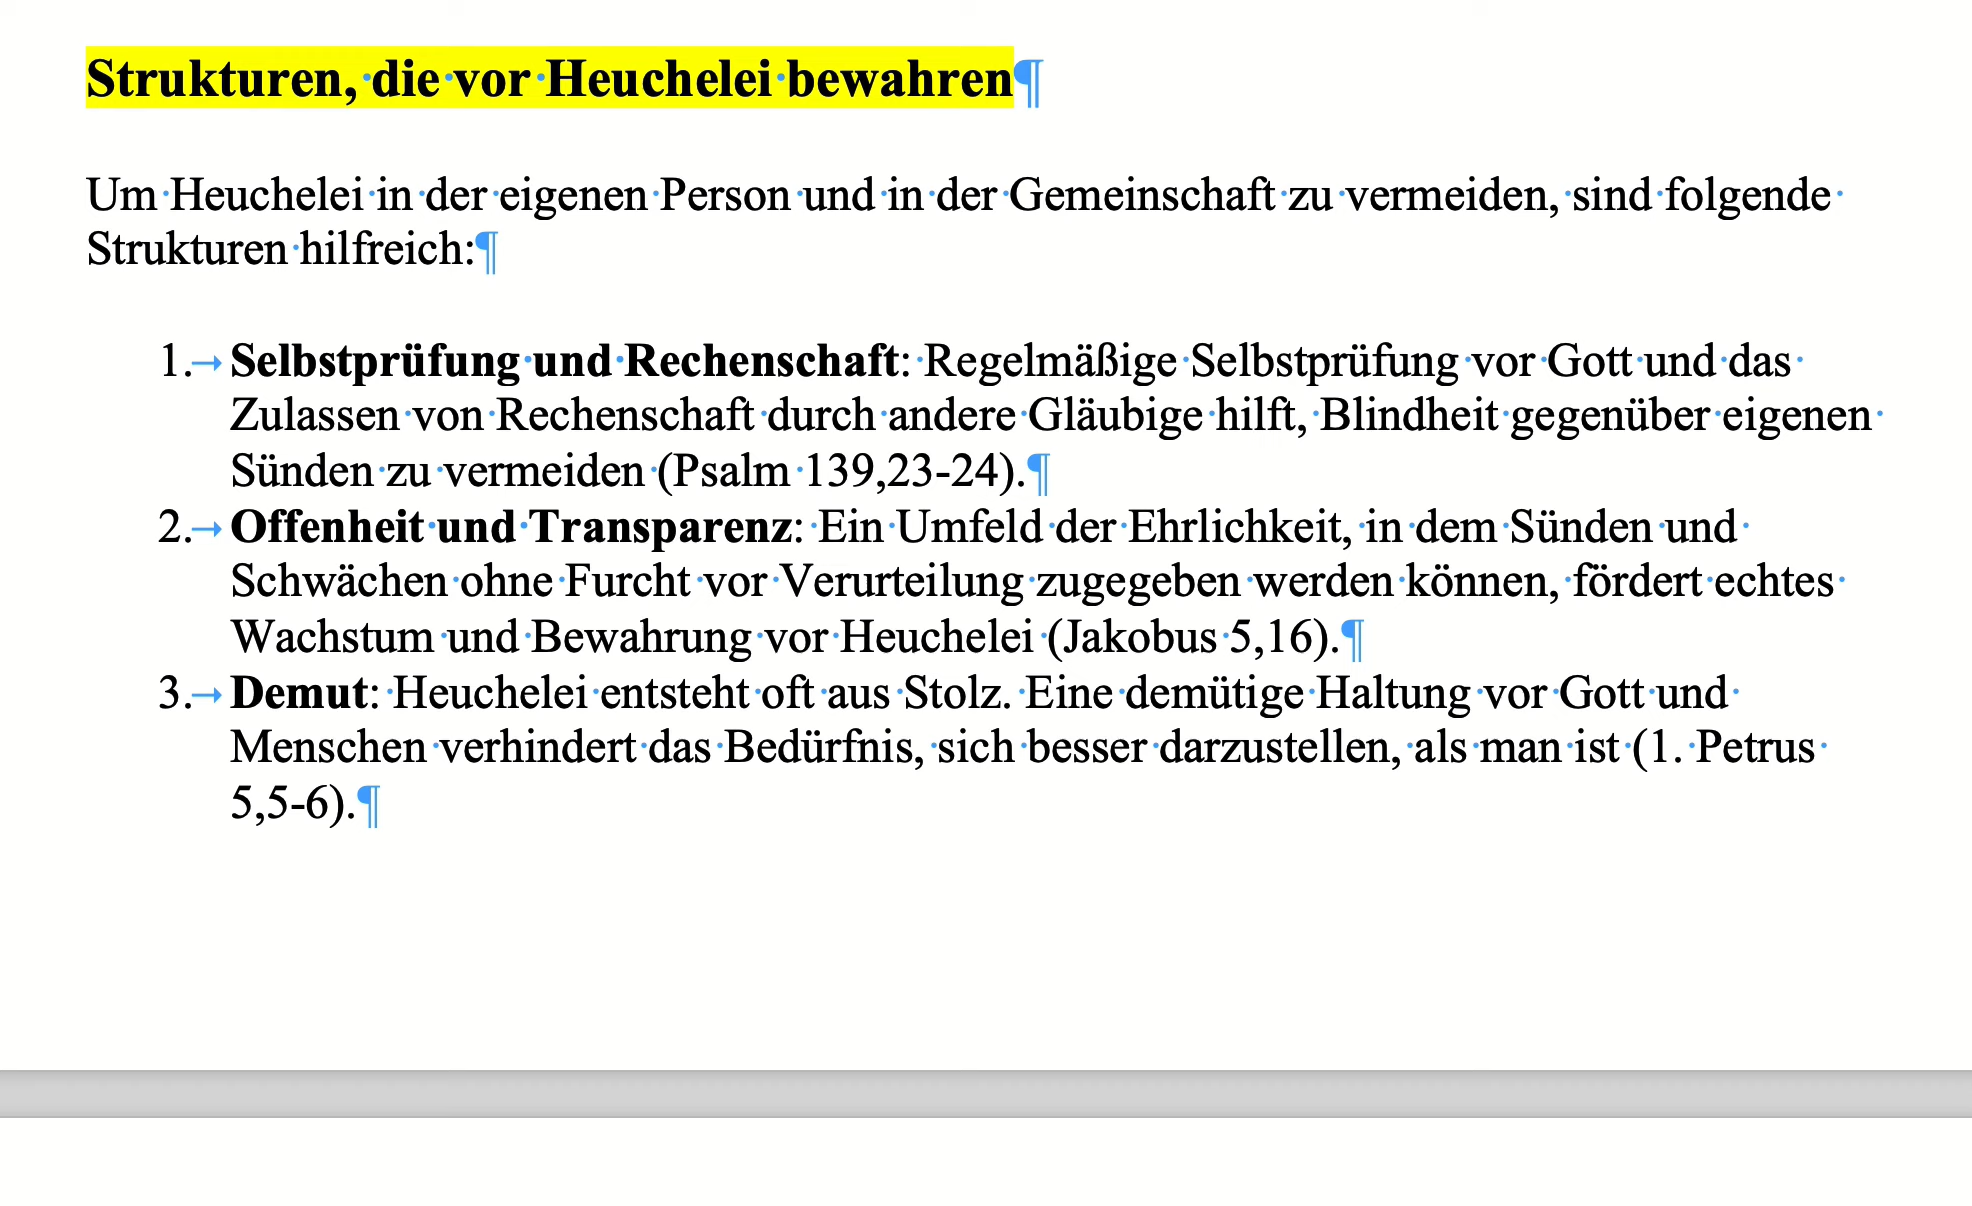 Strukturen, die vor Heuchelei bewahren
Um Heuchelei in der eigenen Person und in der Gemeinschaft zu vermeiden, sind folgende
Strukturen hilfreich:
1. Selbstprüfung und Rechenschaft: Regelmäßige Selbstprüfung vor Gott und das
Zulassen von Rechenschaft durch andere Gläubige hilft, Blindheit gegenüber eigenen
Sünden zu vermeiden (Psalm 139,23-24).
2. Offenheit und Transparenz: Ein Umfeld der Ehrlichkeit, in dem Sünden und
Schwächen ohne Furcht vor Verurteilung zugegeben werden können, fördert echtes
Wachstum und Bewahrung vor Heuchelei (Jakobus 5,16).
3. Demut: Heuchelei entsteht oft aus Stolz. Eine demütige Haltung vor Gott und
Menschen verhindert das Bedürfnis, sich besser darzustellen, als man ist (1. Petrus
5,5-6).